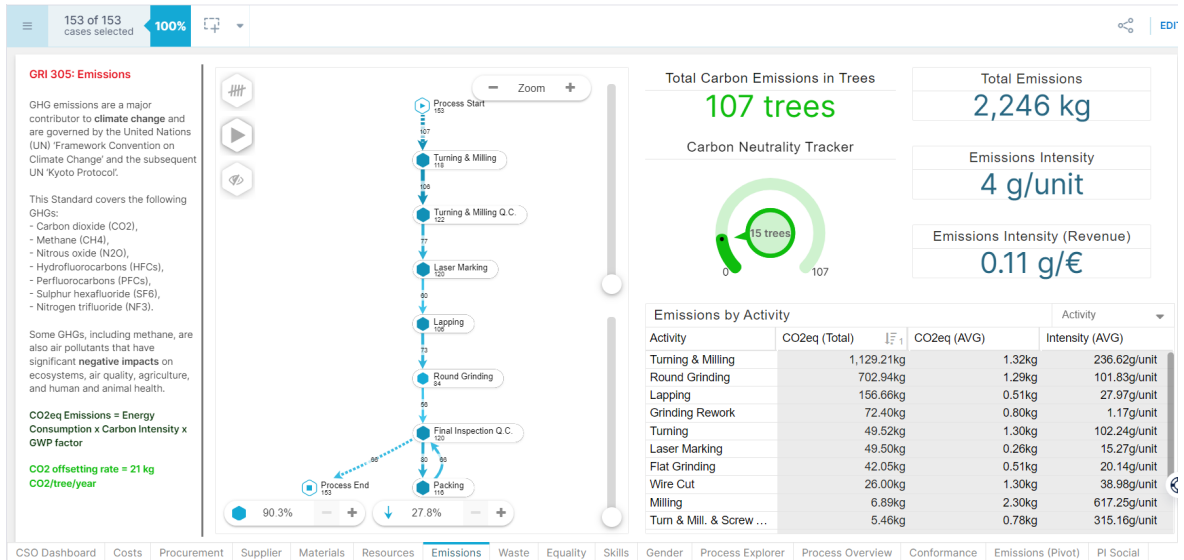 153 of 153
cases selected
100%
EDI
GRI 305: Emissions
GHG emissions are a major
contributor to climate change and
are governed by the United Nations
(UN) 'Framework Convention on
Climate Change' and the subsequent
UN 'Kyoto Protocol'.
This Standard covers the following
GHGs:
- Carbon dioxide (CO2),
- Methane (CH4),
- Nitrous oxide (N2O),
- Hydrofluorocarbons (HFCs),
- Perfluorocarbons (PFCs),
- Sulphur hexafluoride (SF6),
- Nitrogen trifluoride (NF3).
Some GHGs, including methane, are
also air pollutants that have
significant negative impacts on
ecosystems, air quality, agriculture,
and human and animal health.
CO2eq Emissions = Energy
Consumption x Carbon Intensity x
GWP factor
CO2 offsetting rate = 21 kg
CO2/tree/year
Zoom
Process Start
153
107
Turning & Milling
118
106
Turning & Milling Q.C.
122
77
Laser Marking
120
60
Lapping
106
73
Round Grinding
84
56
Final Inspection Q.C.
120
66
80
86
Process End
153
Packing
116
90.3%
27.8%
Total Carbon Emissions in Trees
107 trees
Carbon Neutrality Tracker
15 trees
0
107
Total Emissions
2,246 kg
Emissions Intensity
4 g/unit
Emissions Intensity (Revenue)
0.11 g/€
Emissions by Activity
Activity
Activity CO2eq (Total) 1 CO2eq (AVG) Intensity (AVG)
Turning & Milling 1,129.21kg 1.32kg 236.62g/unit
Round Grinding 702.94kg 1.29kg 101.83g/unit
Lapping 156.66kg 0.51kg 27.97g/unit
Grinding Rework 72.40kg 0.80kg 1.17g/unit
Turning 49.52kg 1.30kg 102.24g/unit
Laser Marking 49.50kg 0.26kg 15.27g/unit
Flat Grinding 42.05kg 0.51kg 20.14g/unit
Wire Cut 26.00kg 1.30kg 38.98g/unit
Milling 6.89kg 2.30kg 617.25g/unit
Turn & Mill. & Screw ... 5.46kg 0.78kg 315.16g/unit
CSO Dashboard Costs Procurement Supplier Materials Resources Emissions Waste Equality Skills Gender Process Explorer Process Overview Conformance Emissions (Pivot) PI Social